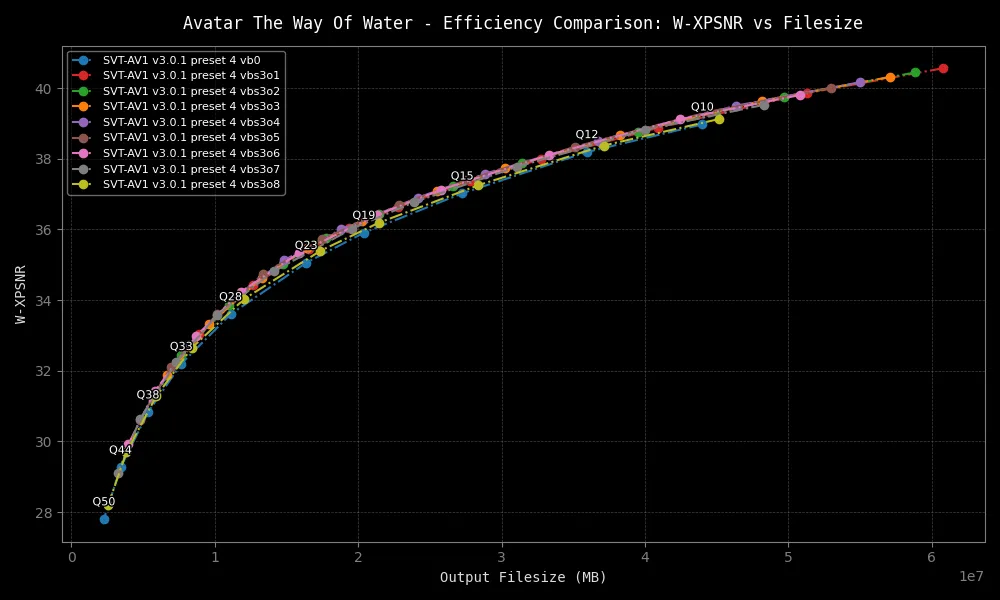 Avatar The Way Of Water - Efficiency Comparison: W-XPSNR vs Filesize
SVT-AV1 v3.0.1 preset 4 vb0
SVT-AV1 v3.0.1 preset 4 vbs3o1
SVT-AV1 v3.0.1 preset 4 vbs3o2
SVT-AV1 v3.0.1 preset 4 vbs3o3
SVT-AV1 v3.0.1 preset 4 vbs3o4
SVT-AV1 v3.0.1 preset 4 vbs3o5
SVT-AV1 v3.0.1 preset 4 vbs3o6
SVT-AV1 v3.0.1 preset 4 vbs3o7
SVT-AV1 v3.0.1 preset 4 vbs3o8
40
38
36
34
32
30
28
W-XPSNR
Q10
Q12
Q15
Q19
Q23
Q28
Q33
Q38
Q44
Q50
0 1 2 3 4 5 6
1e7
Output Filesize (MB)